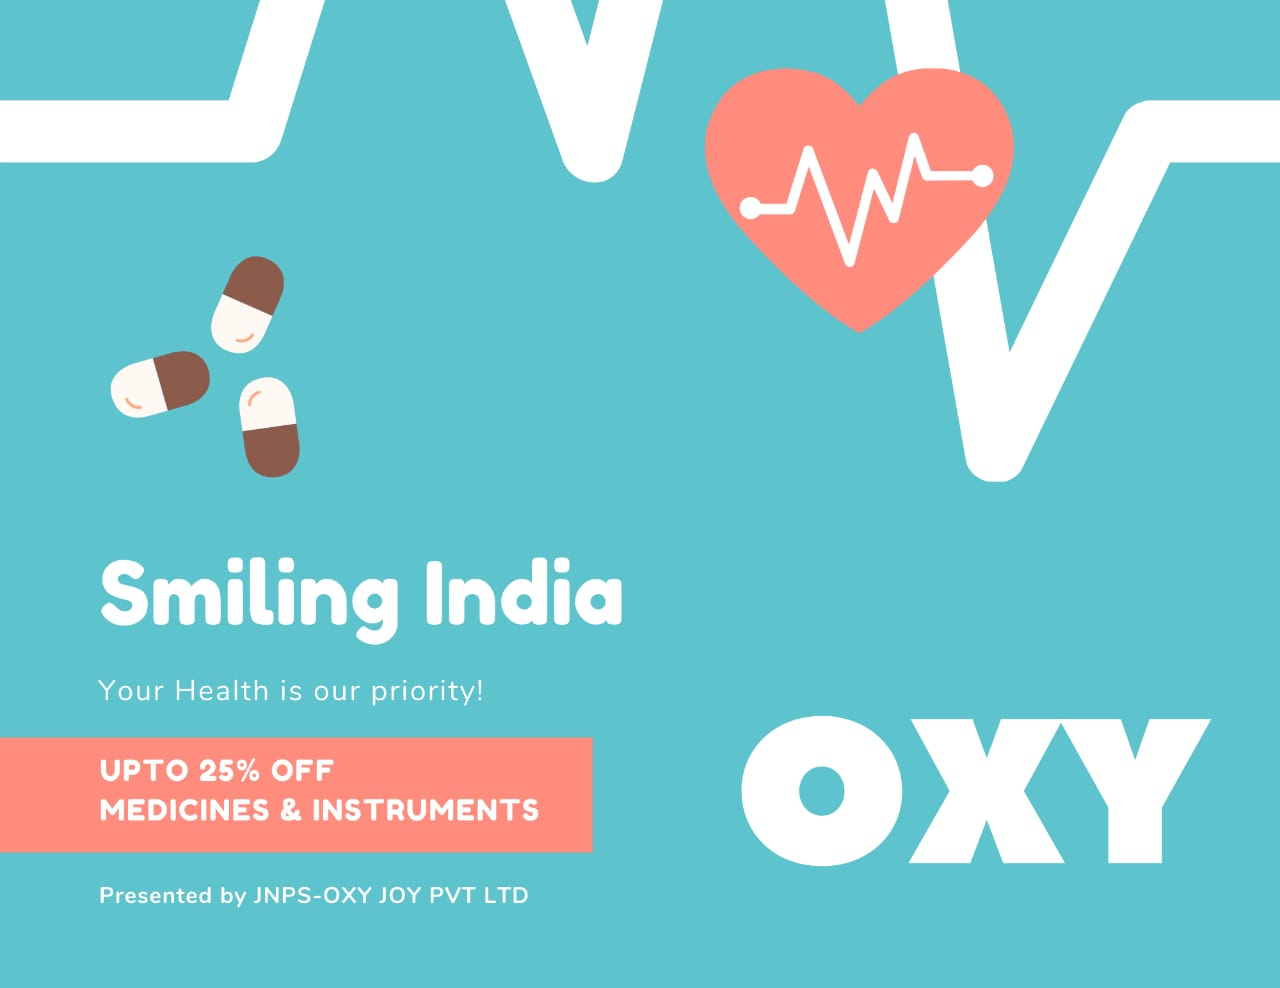 Smiling India
Your Health is our priority!
UPTO 25% OFF
MEDICINES & INSTRUMENTS
Presented by JNPS-OXY JOY PVT LTD
OXY